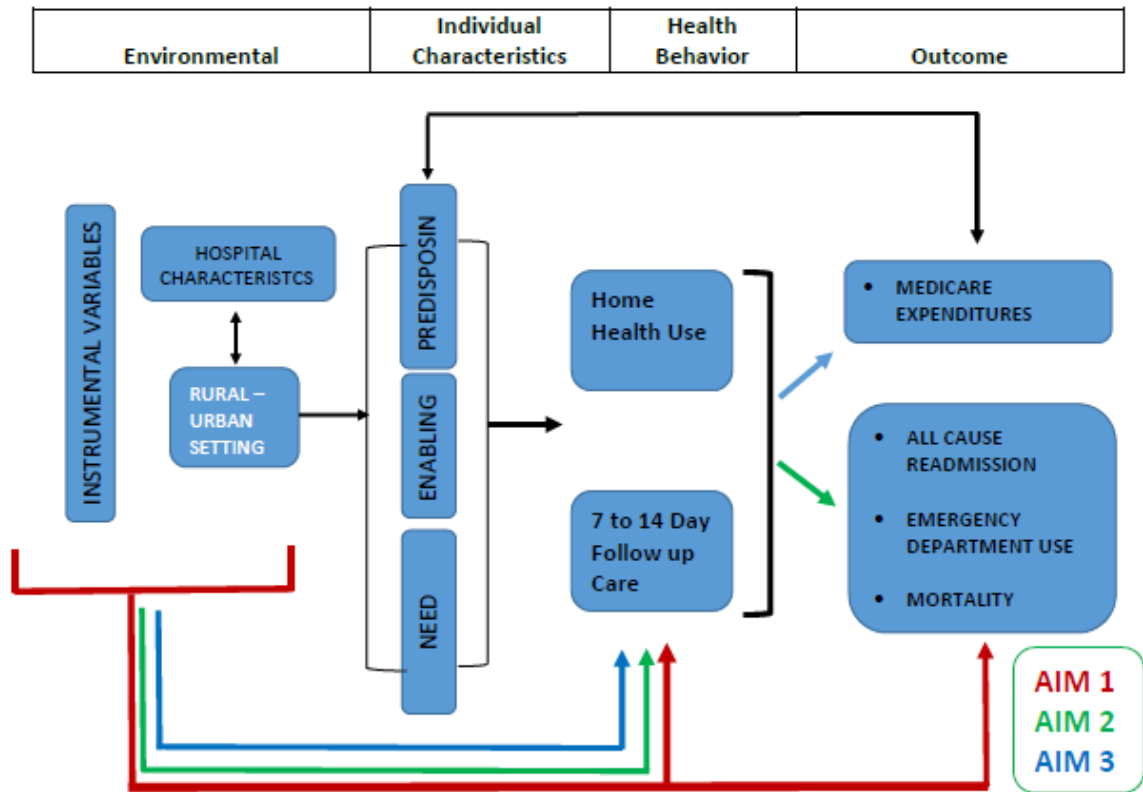 Environmental
Individual
Characteristics
Health
Behavior
Outcome
INSTRUMENTAL VARIABLES
HOSPITAL
CHARACTERISTCS
RURAL –
URBAN
SETTING
PREDISPOSIN
ENABLING
NEED
Home
Health Use
7 to 14 Day
Follow up
Care
• MEDICARE
EXPENDITURES
• ALL CAUSE
READMISSION
• EMERGENCY
DEPARTMENT USE
• MORTALITY
AIM 1
AIM 2
AIM 3